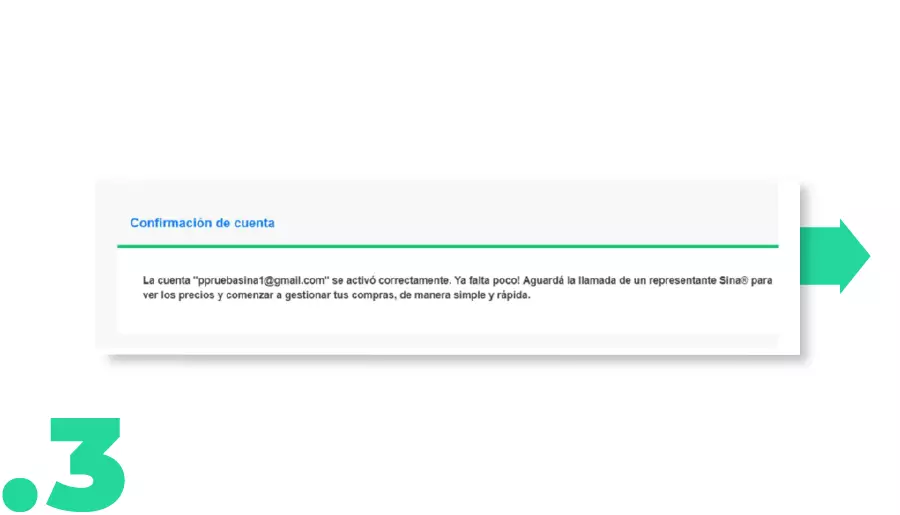 Confirmación de cuenta
La cuenta "ppruebasina1@gmail.com" se activó correctamente. Ya falta poco! Aguardá la llamada de un representante Sina® para
ver los precios y comenzar a gestionar tus compras, de manera simple y rápida.
.3